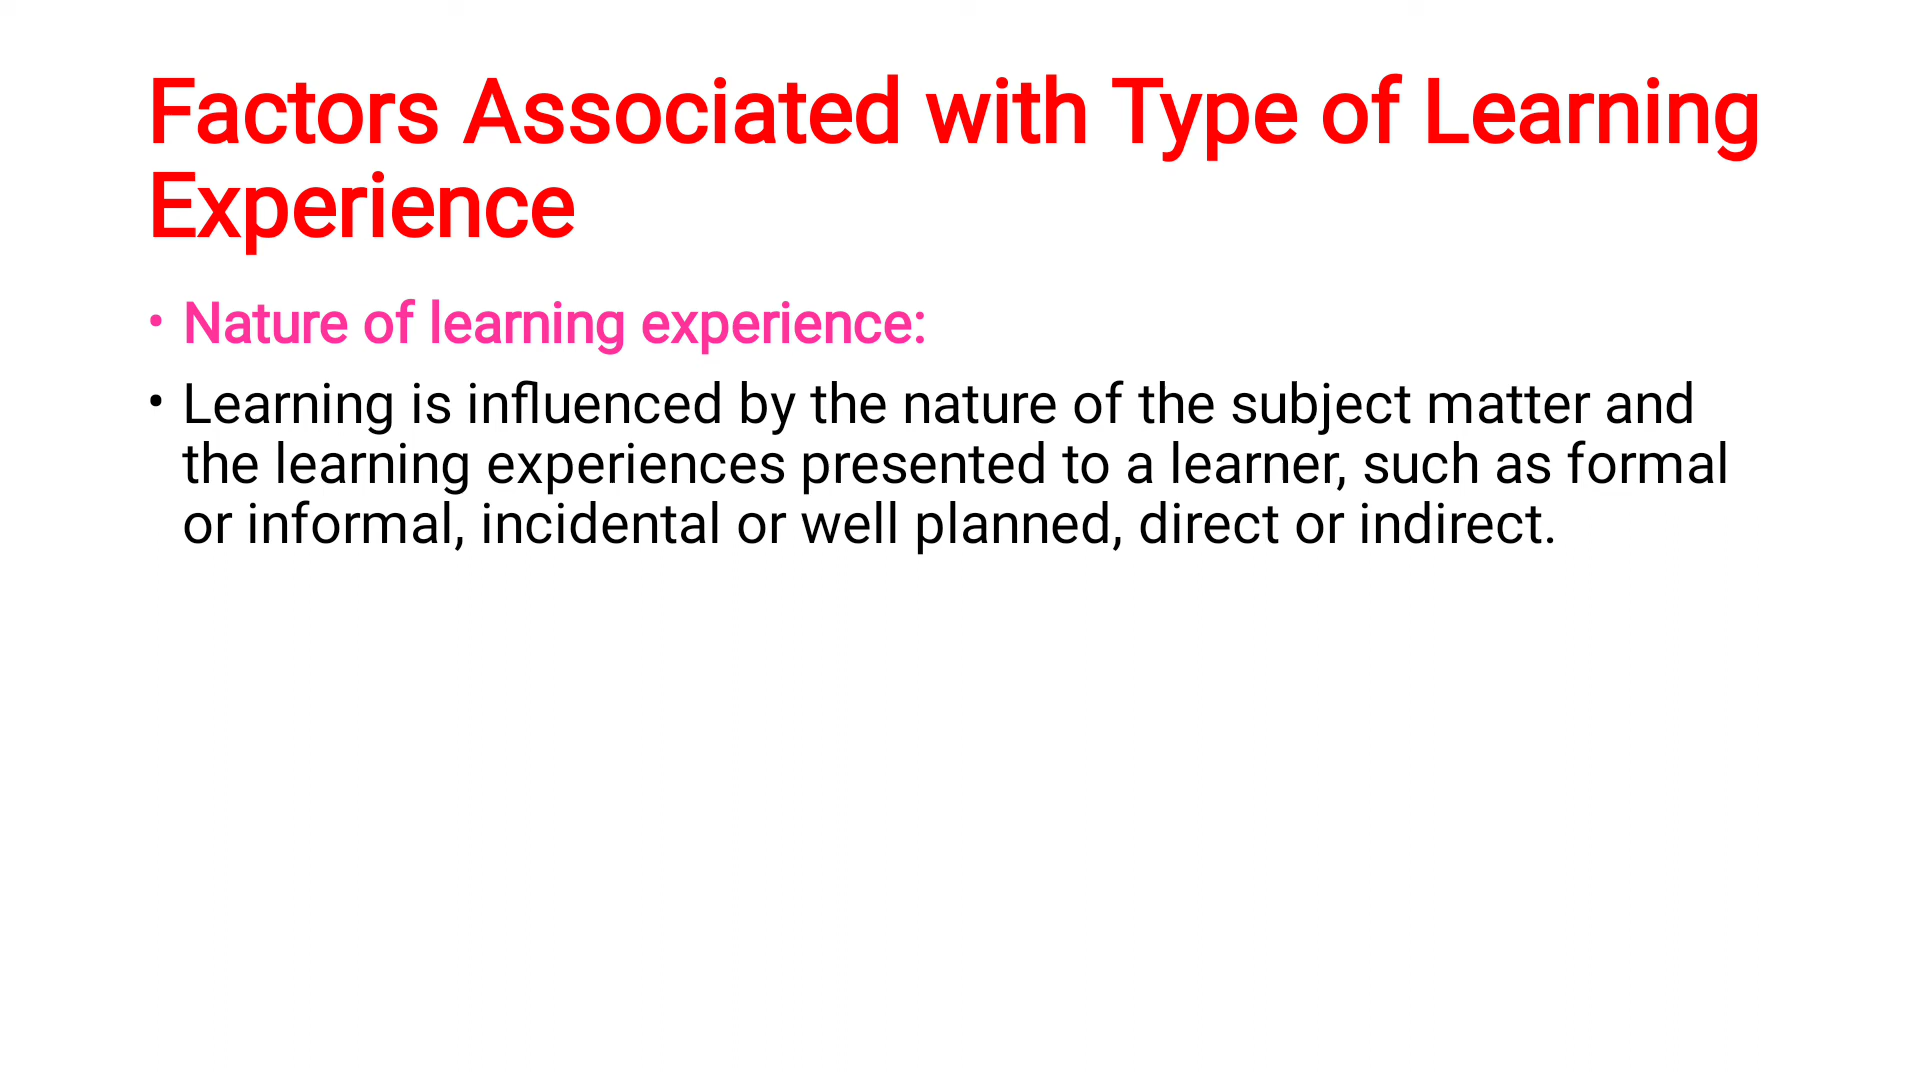 Factors Associated with Type of Learning
Experience
• Nature of learning experience:
• Learning is influenced by the nature of the subject matter and
the learning experiences presented to a learner, such as formal
or informal, incidental or well planned, direct or indirect.